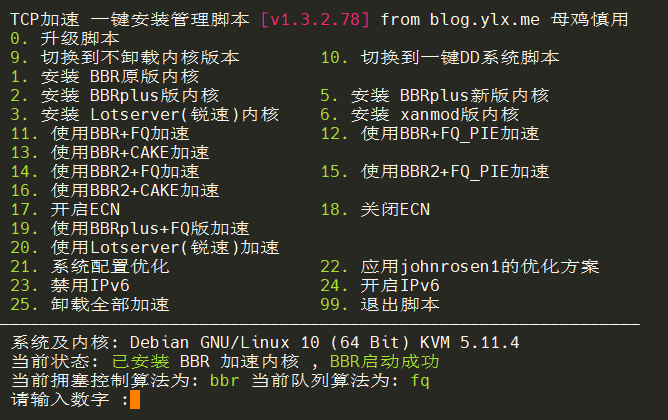 TCP加速 一键安装管理脚本 [v1.3.2.78] from blog.ylx.me 母鸡慎用
0. 升级脚本
9. 切换到不卸载内核版本 10. 切换到一键DD系统脚本
1. 安装 BBR原版内核
2. 安装 BBRplus版内核 5. 安装 BBRplus新版内核
3. 安装 Lotserver(锐速)内核 6. 安装 xanmod版内核
11. 使用BBR+FQ加速 12. 使用BBR+FQ_PIE加速
13. 使用BBR+CAKE加速
14. 使用BBR2+FQ加速 15. 使用BBR2+FQ_PIE加速
16. 使用BBR2+CAKE加速
17. 开启ECN 18. 关闭ECN
19. 使用BBRplus+FQ版加速
20. 使用Lotserver(锐速)加速
21. 系统配置优化 22. 应用johnrosen1的优化方案
23. 禁用IPv6 24. 开启IPv6
25. 卸载全部加速 99. 退出脚本
系统及内核: Debian GNU/Linux 10 (64 Bit) KVM 5.11.4
当前状态: 已安装 BBR 加速内核 , BBR启动成功
当前拥塞控制算法为: bbr 当前队列算法为: fq
请输入数字 :